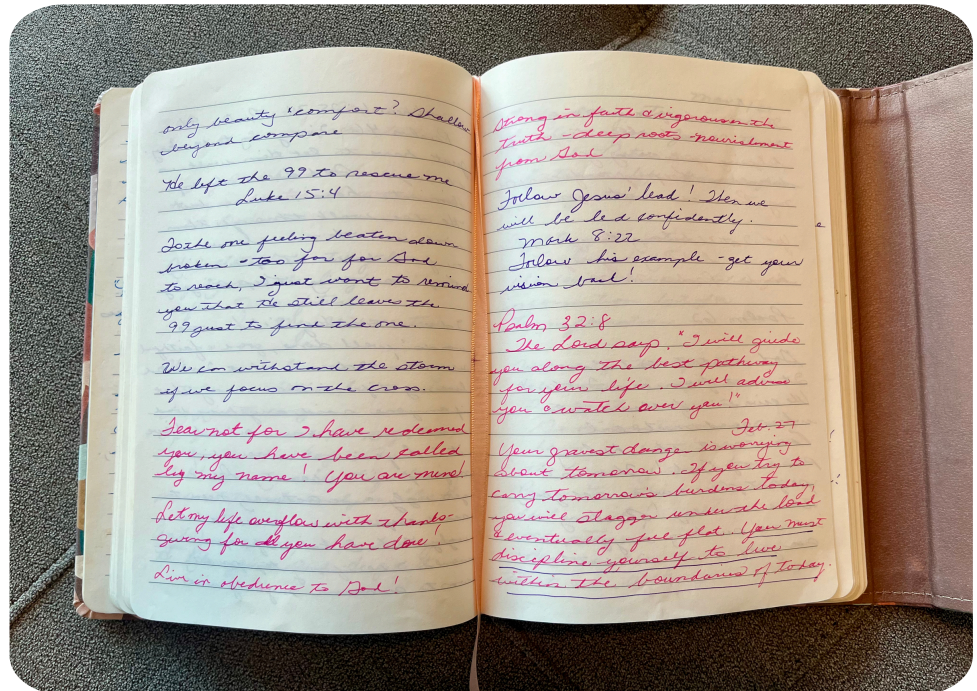 only beauty & comfort? Shallow
beyond compare
He left the 99 to rescue me
Luke 15:4
To the one feeling beaten down
broken - too far for God
to reach, I just want to remind
you that He still leaves the
99 just to find the one.
We can withstand the storm
if we focus on the cross.
Fear not for I have redeemed
you, you have been called
by my name! You are mine!
Let my life overflow with thanks-
giving for all you have done!
Live in obedience to God!
Strong in faith & vigorous in the
truth - deep roots - nourishment
from God
Follow Jesus' lead! Then we
will be led confidently.
Mark 8:22
Follow his example - get your
vision back!
Psalm 32:8
The Lord says, "I will guide
you along the best pathway
for your life. I will advise
you & watch over you!"
Feb. 27
Your gravest danger is worrying
about tomorrow. If you try to
carry tomorrows burdens today,
you will stagger under the load
& eventually fall flat. You must
discipline yourself to live
within the boundaries of today.